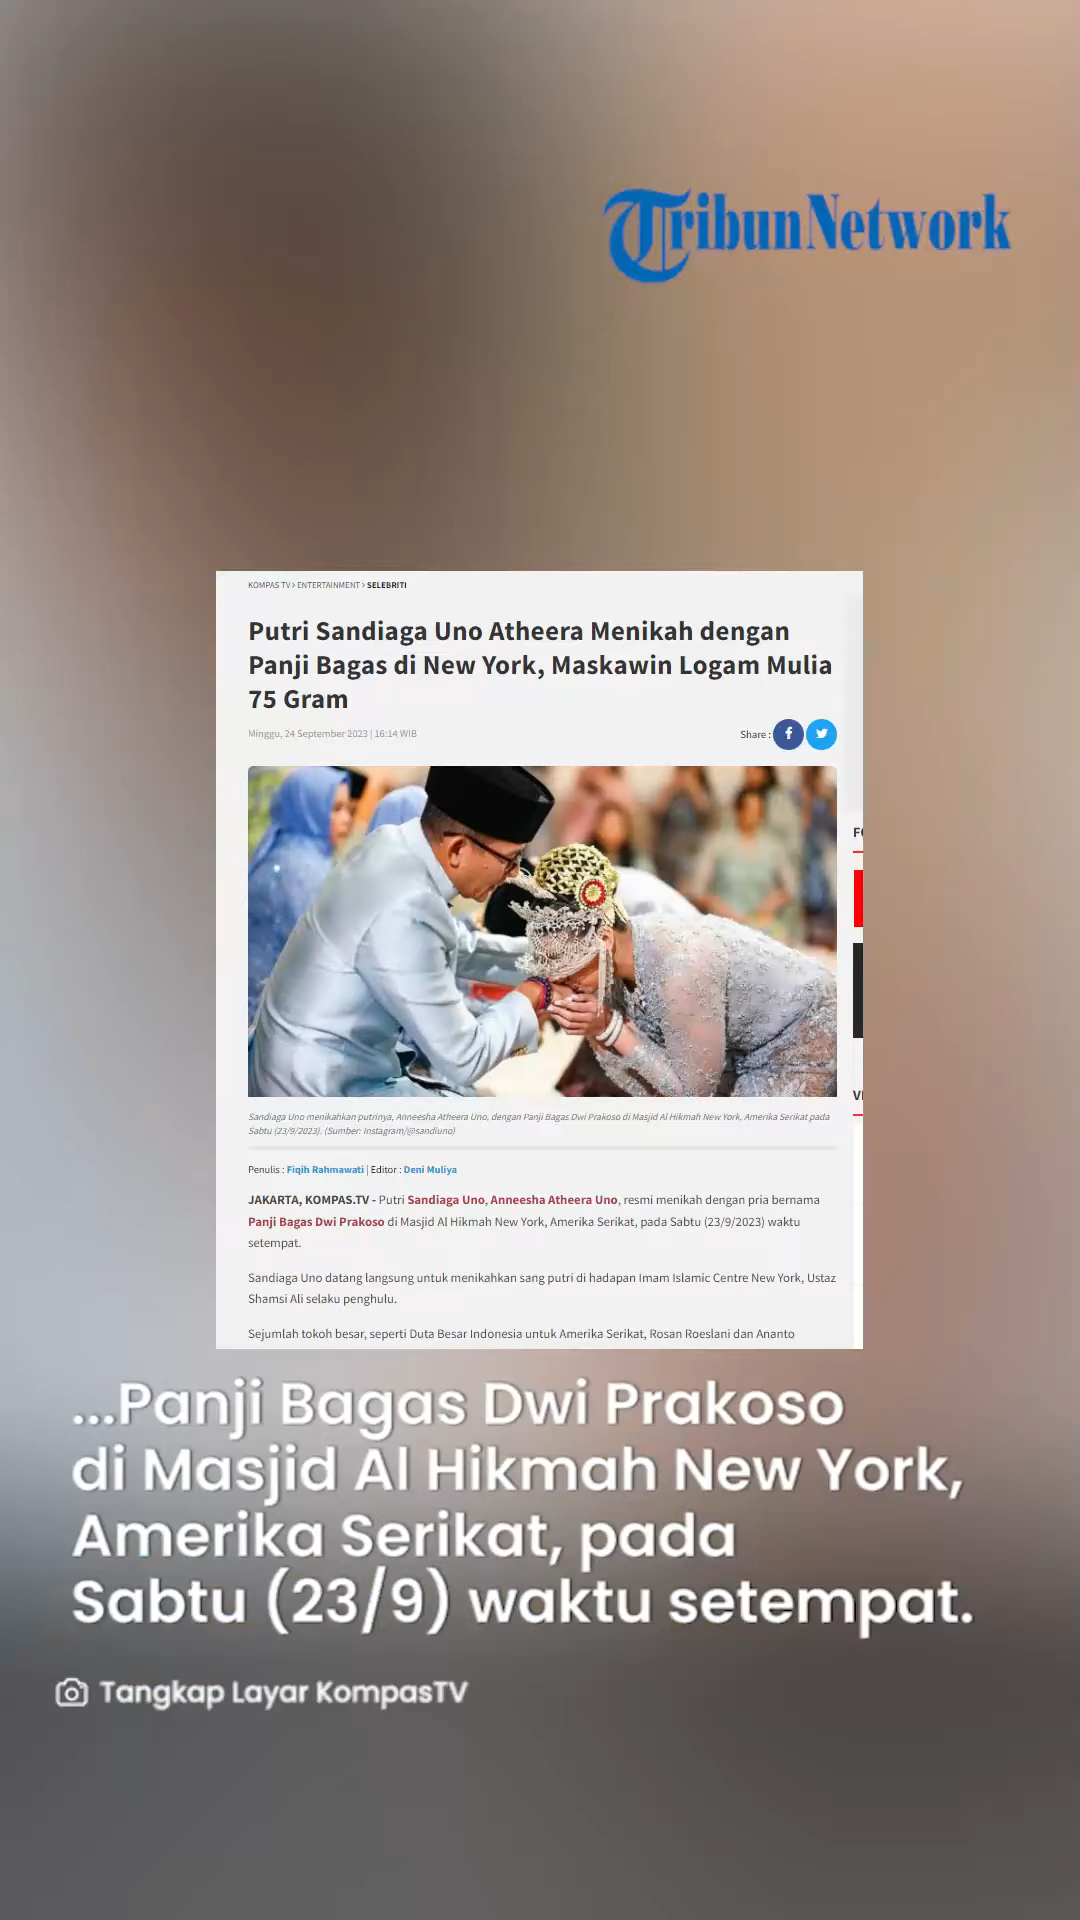 Tribun Network
KOMPAS TV > ENTERTAINMENT > SELEBRITI
Putri Sandiaga Uno Atheera Menikah dengan
Panji Bagas di New York, Maskawin Logam Mulia
75 Gram
Minggu, 24 September 2023 | 16:14 WIB
Share :
Sandiaga Uno menikahkan putrinya, Anneesha Atheera Uno, dengan Panji Bagas Dwi Prakoso di Masjid Al Hikmah New York, Amerika Serikat pada
Sabtu (23/9/2023). (Sumber: Instagram/@sandiuno)
Penulis : Fiqih Rahmawati | Editor : Deni Muliya
JAKARTA, KOMPAS.TV - Putri Sandiaga Uno, Anneesha Atheera Uno, resmi menikah dengan pria bernama
Panji Bagas Dwi Prakoso di Masjid Al Hikmah New York, Amerika Serikat, pada Sabtu (23/9/2023) waktu
setempat.
Sandiaga Uno datang langsung untuk menikahkan sang putri di hadapan Imam Islamic Centre New York, Ustaz
Shamsi Ali selaku penghulu.
Sejumlah tokoh besar, seperti Duta Besar Indonesia untuk Amerika Serikat, Rosan Roeslani dan Ananto
...Panji Bagas Dwi Prakoso
di Masjid Al Hikmah New York,
Amerika Serikat, pada
Sabtu (23/9) waktu setempat.
Tangkap Layar KompasTV